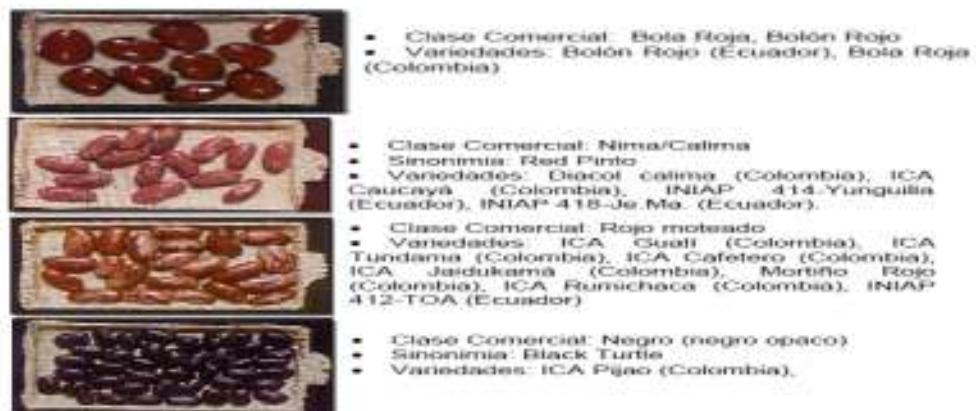 • Clase Comercial: Bola Roja, Bolón Rojo
• Variedades: Bolón Rojo (Ecuador), Bola Roja
(Colombia)
• Clase Comercial: Nima/Calima
• Sinonimia: Red Pinto
• Variedades: Diacol calima (Colombia), ICA
Caucayá (Colombia), INIAP 414-Yunguilla
(Ecuador), INIAP 418-Je.Ma. (Ecuador).
• Clase Comercial: Rojo moteado
• Variedades: ICA Guali (Colombia), ICA
Tundama (Colombia), ICA Cafetero (Colombia),
ICA Jaidukamá (Colombia), Mortiño Rojo
(Colombia), ICA Rumichaca (Colombia), INIAP
412-TOA (Ecuador)
• Clase Comercial: Negro (negro opaco)
• Sinonimia: Black Turtle
• Variedades: ICA Pijao (Colombia),